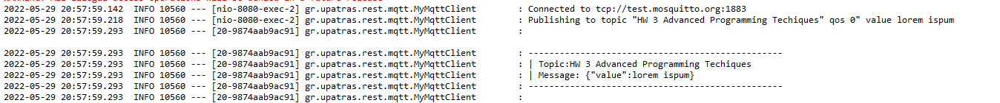 2022-05-29 20:57:59.142  INFO 10560 --- [nio-8080-exec-2] gr.upatras.rest.mqtt.MyMqttClient        : Connected to tcp://test.mosquitto.org:1883
2022-05-29 20:57:59.218  INFO 10560 --- [nio-8080-exec-2] gr.upatras.rest.mqtt.MyMqttClient        : Publishing to topic "HW 3 Advanced Programming Techiques" qos 0" value lorem ispum
2022-05-29 20:57:59.293  INFO 10560 --- [20-9874aab9ac91] gr.upatras.rest.mqtt.MyMqttClient        :
2022-05-29 20:57:59.293  INFO 10560 --- [20-9874aab9ac91] gr.upatras.rest.mqtt.MyMqttClient        : -------------------------------------------------
2022-05-29 20:57:59.293  INFO 10560 --- [20-9874aab9ac91] gr.upatras.rest.mqtt.MyMqttClient        : | Topic:HW 3 Advanced Programming Techiques
2022-05-29 20:57:59.293  INFO 10560 --- [20-9874aab9ac91] gr.upatras.rest.mqtt.MyMqttClient        : | Message: {"value":lorem ispum}
2022-05-29 20:57:59.293  INFO 10560 --- [20-9874aab9ac91] gr.upatras.rest.mqtt.MyMqttClient        : -------------------------------------------------
2022-05-29 20:57:59.293  INFO 10560 --- [20-9874aab9ac91] gr.upatras.rest.mqtt.MyMqttClient        :